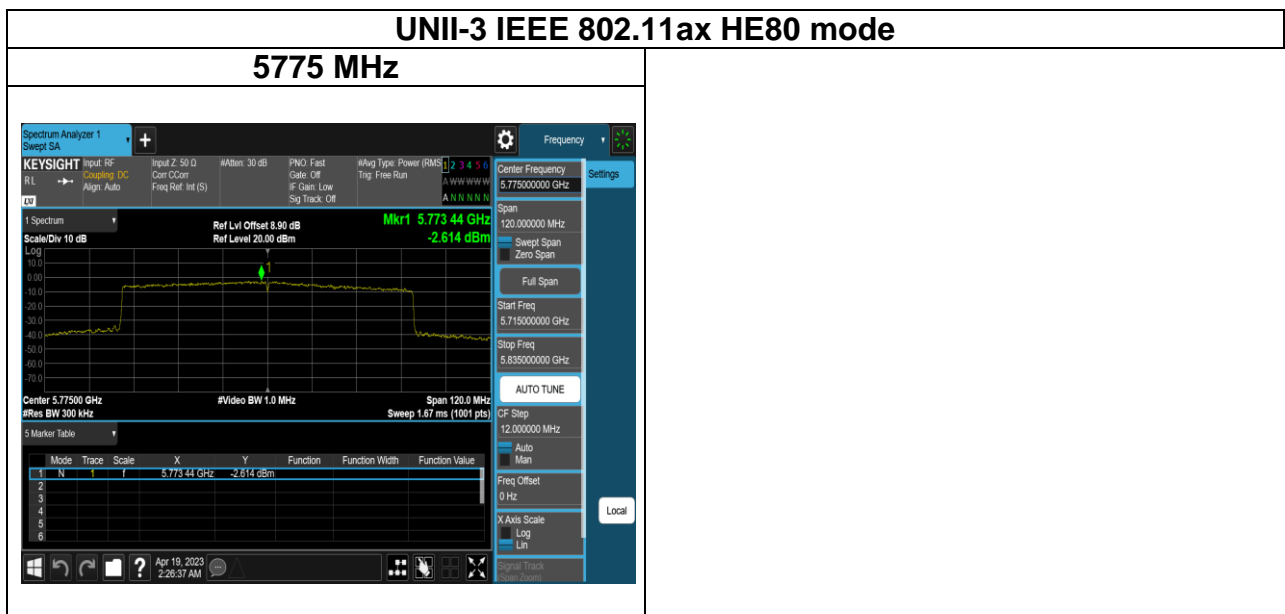 UNII-3 IEEE 802.11ax HE80 mode
5775 MHz
Spectrum Analyzer 1
Swept SA
+
Frequency
KEYSIGHT
RL
LXI
Input: RF
Coupling: DC
Align: Auto
Input Z: 50 Ω
Corr CCorr
Freq Ref: Int (S)
#Atten: 30 dB
PNO: Fast
Gate: Off
IF Gain: Low
Sig Track: Off
#Avg Type: Power (RMS
Trig: Free Run
1 2 3 4 5 6
A W W W W W
A N N N N N
Center Frequency
5.775000000 GHz
Settings
Span
120.000000 MHz
Swept Span
Zero Span
Full Span
Start Freq
5.715000000 GHz
Stop Freq
5.835000000 GHz
AUTO TUNE
CF Step
12.000000 MHz
Auto
Man
Freq Offset
0 Hz
X Axis Scale
Log
Lin
Signal Track
(Span Zoom)
Local
1 Spectrum
Scale/Div 10 dB
Ref Lvl Offset 8.90 dB
Ref Level 20.00 dBm
Mkr1 5.773 44 GHz
-2.614 dBm
Log
10.0
0.00
-10.0
-20.0
-30.0
-40.0
-50.0
-60.0
-70.0
1
Center 5.77500 GHz
#Res BW 300 kHz
#Video BW 1.0 MHz
Span 120.0 MHz
Sweep 1.67 ms (1001 pts)
5 Marker Table
Mode Trace Scale X Y Function Function Width Function Value
1 N 1 f 5.773 44 GHz -2.614 dBm
2
3
4
5
6
?
Apr 19, 2023
2:26:37 AM